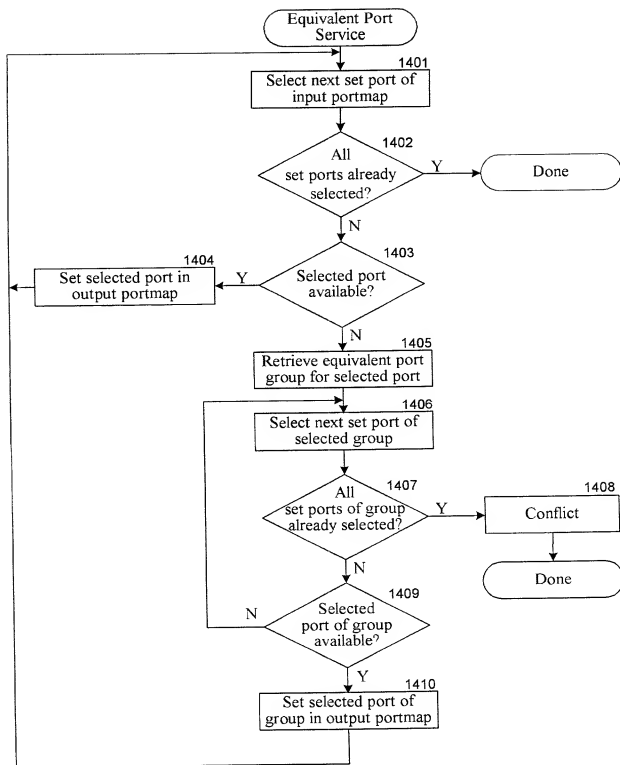 Equivalent Port
Service
1401
Select next set port of
input portmap
1402
All
set ports already
selected?
Y
Done
N
1403
Selected port
available?
Y
1404
Set selected port in
output portmap
N
1405
Retrieve equivalent port
group for selected port
1406
Select next set port of
selected group
1407
All
set ports of group
already selected?
Y
1408
Conflict
Done
N
1409
Selected
port of group
available?
N
Y
1410
Set selected port of
group in output portmap